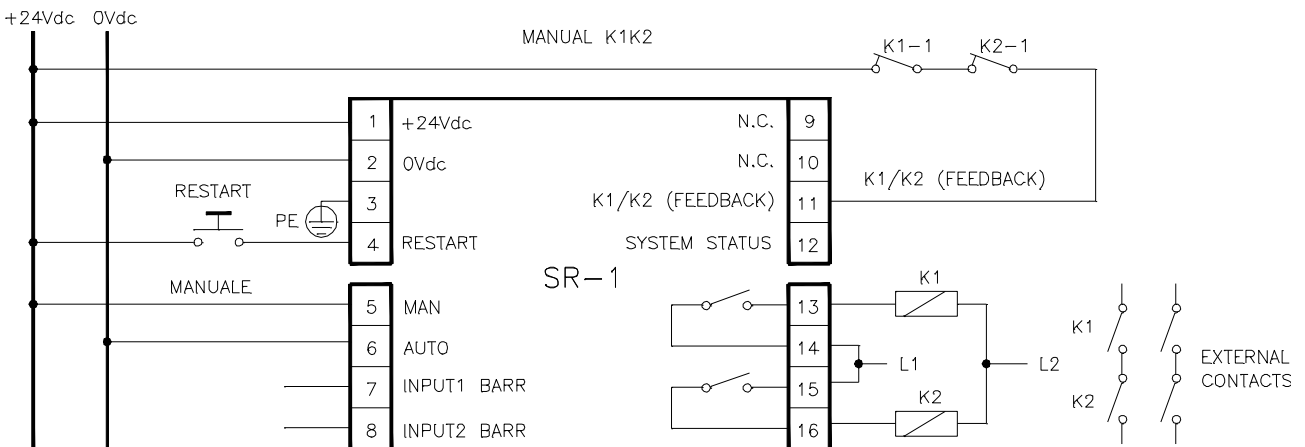 +24Vdc 0Vdc
MANUAL K1K2
K1-1 K2-1
1 +24Vdc N.C. 9
2 0Vdc N.C. 10
K1/K2 (FEEDBACK)
RESTART
PE 3 K1/K2 (FEEDBACK) 11
4 RESTART SYSTEM STATUS 12
SR-1
MANUALE
K1
5 MAN 13
K1
6 AUTO 14
L1 L2
EXTERNAL
CONTACTS
7 INPUT1 BARR 15
K2
K2
8 INPUT2 BARR 16